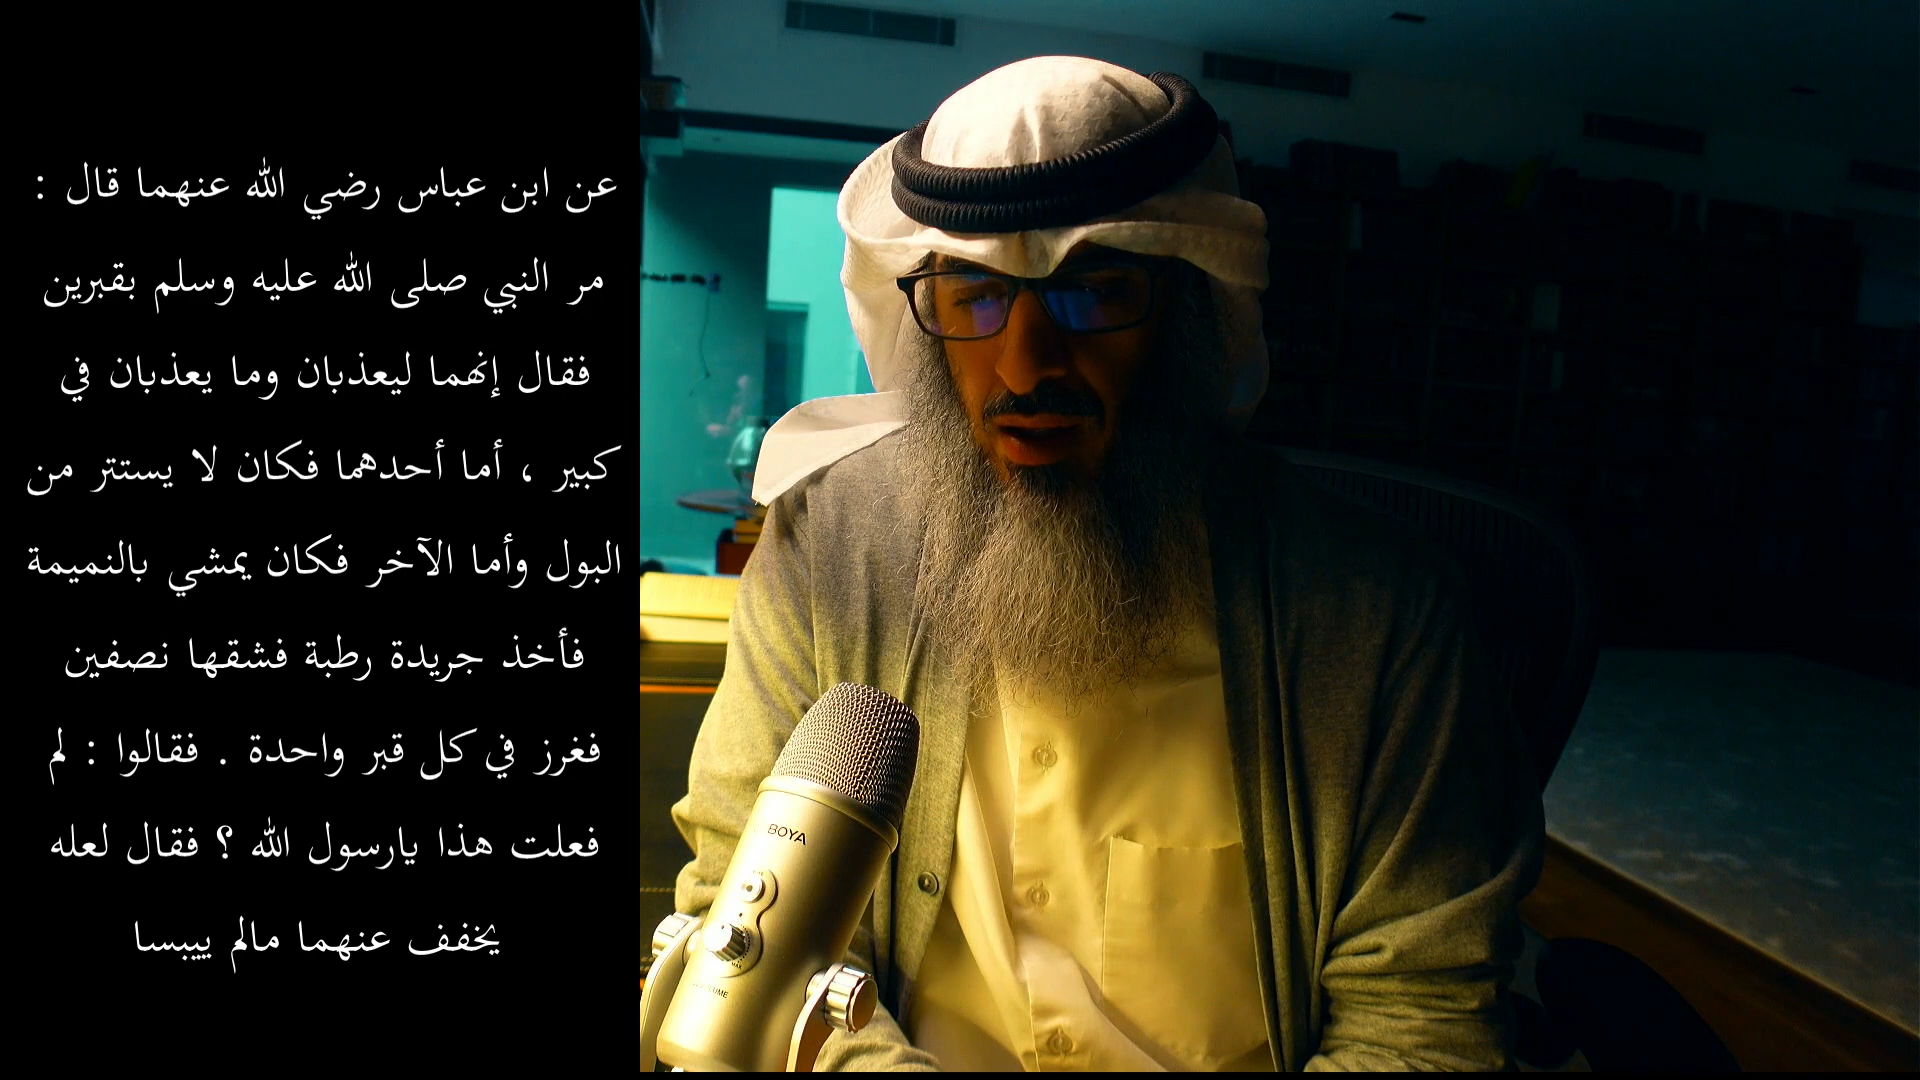 عن ابن عباس رضي الله عنهما قال :
مر النبي صلى الله عليه وسلم بقبرين
فقال إنهما ليعذبان وما يعذبان في
كبير ، أما أحدهما فكان لا يستتر من
البول وأما الآخر فكان يمشي بالنميمة
فأخذ جريدة رطبة فشقها نصفين
فغرز في كل قبر واحدة . فقالوا : لم
فعلت هذا يارسول الله ؟ فقال لعله
يخفف عنهما مالم ييبسا
BOYA